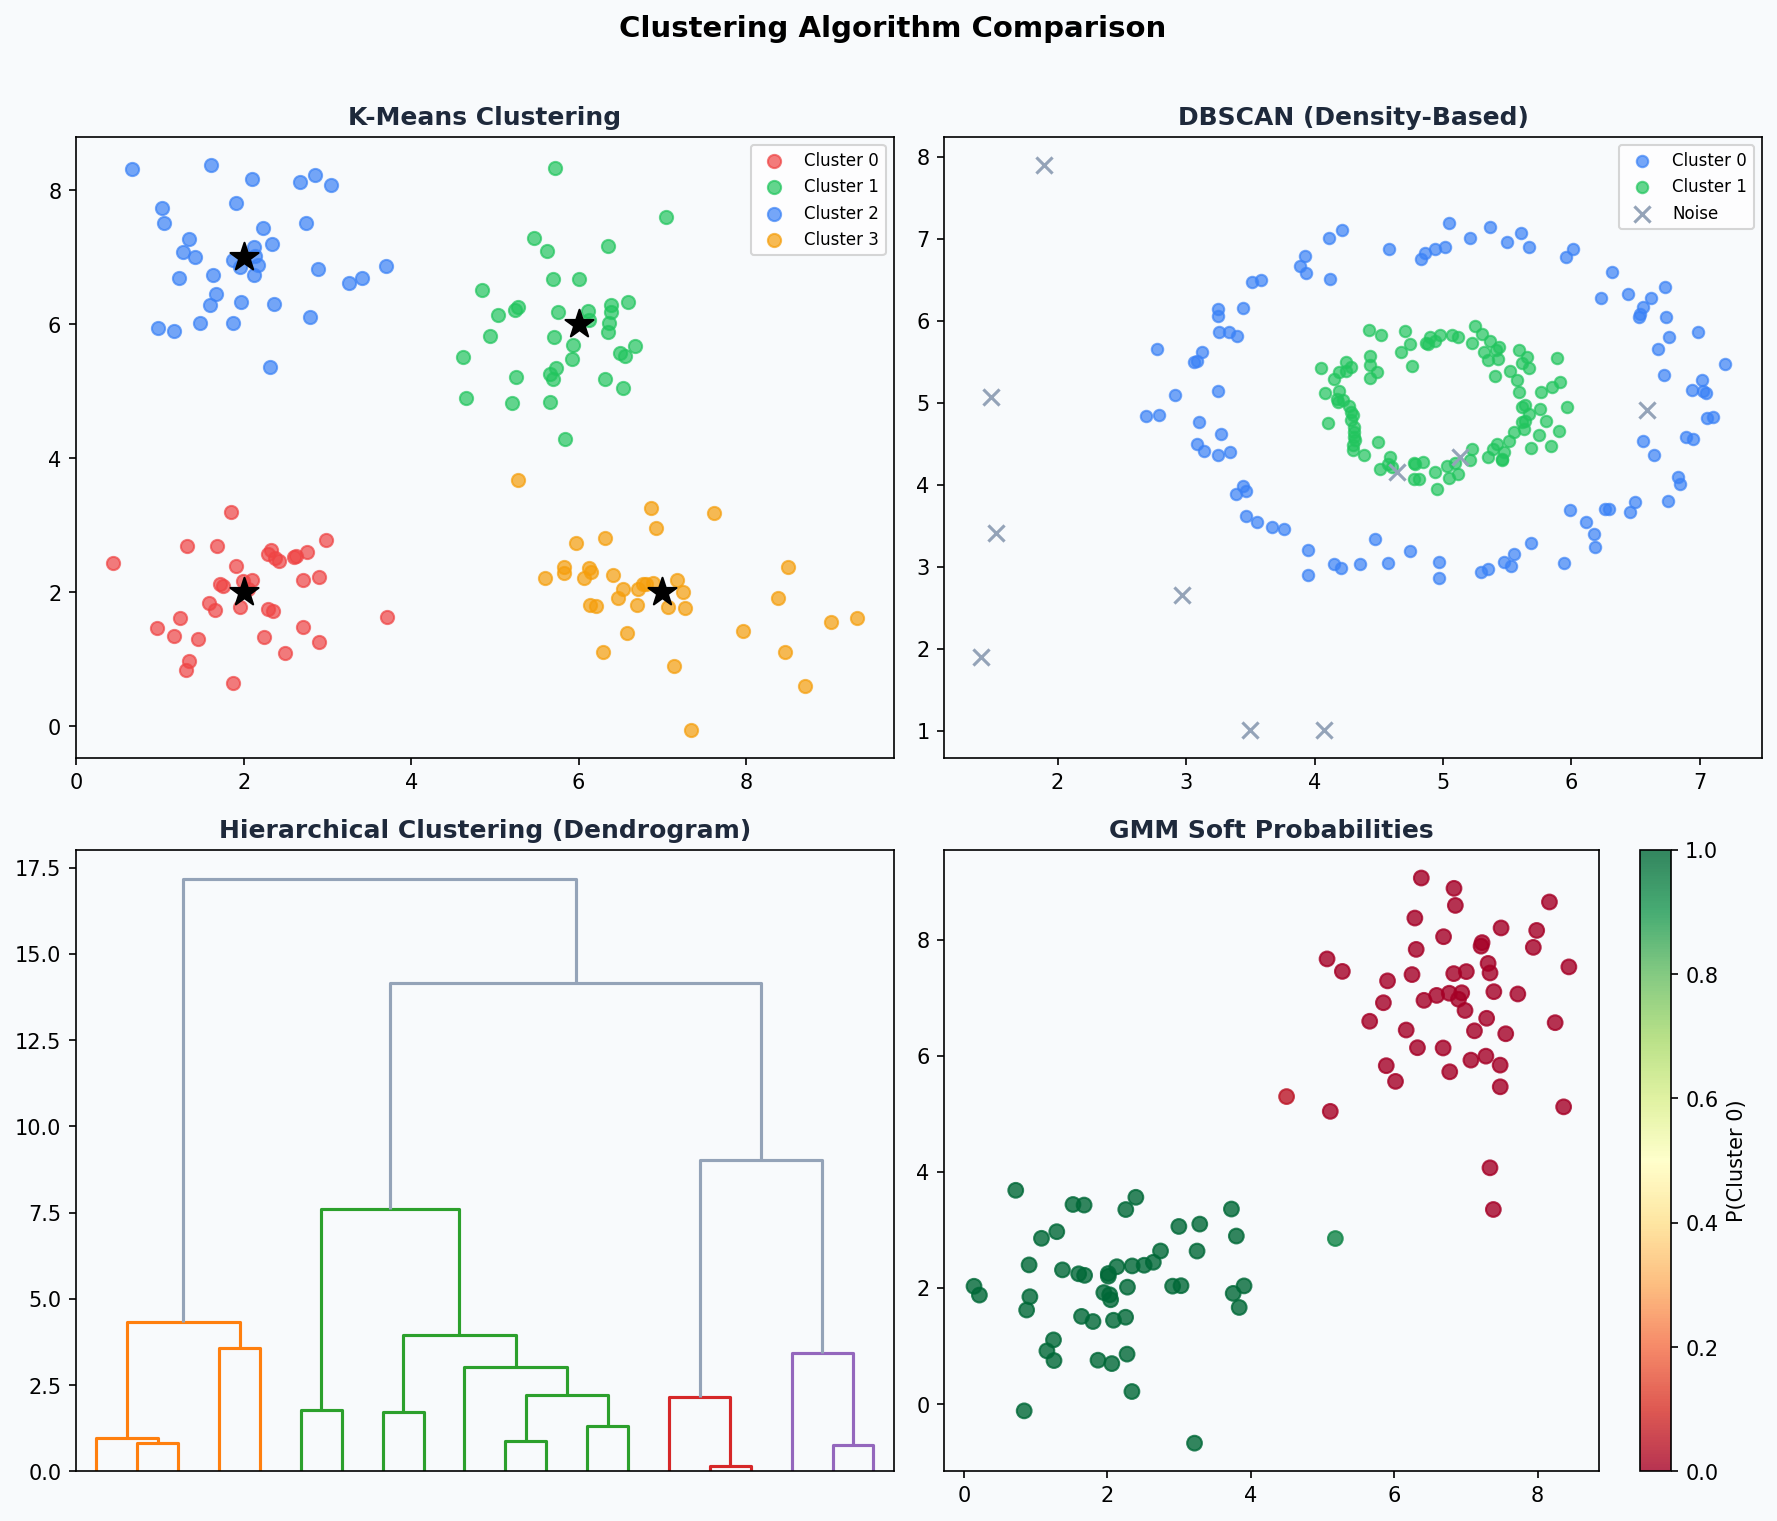 Clustering Algorithm Comparison
K-Means Clustering
Cluster 0
Cluster 1
Cluster 2
Cluster 3
8
6
4
2
0
0 2 4 6 8
DBSCAN (Density-Based)
Cluster 0
Cluster 1
Noise
8
7
6
5
4
3
2
1
2 3 4 5 6 7
Hierarchical Clustering (Dendrogram)
17.5
15.0
12.5
10.0
7.5
5.0
2.5
0.0
GMM Soft Probabilities
8
6
4
2
0
0 2 4 6 8
1.0
0.8
0.6
0.4
0.2
0.0
P(Cluster 0)